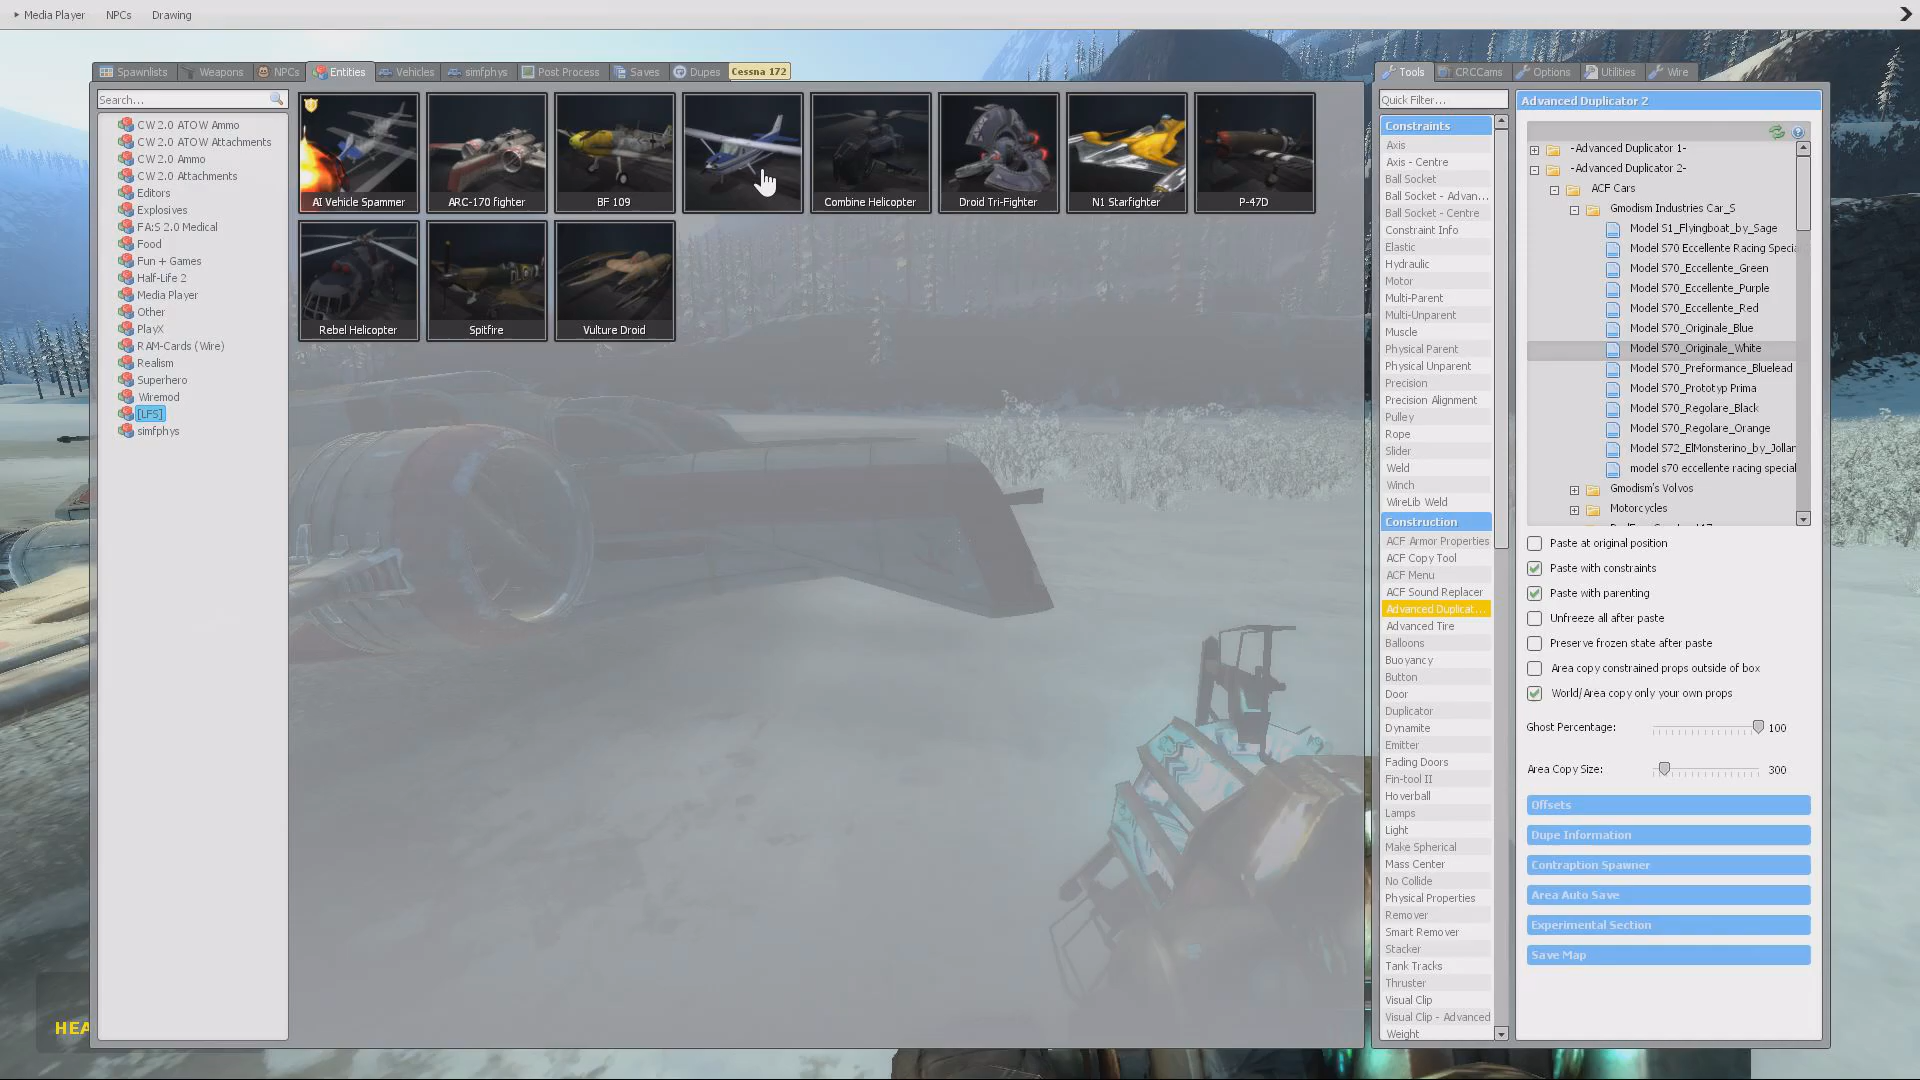 Media Player NPCs Drawing
Spawnlists Weapons NPCs Entities Vehicles simfphys Post Process Saves Dupes Cessna 172
Search...
CW 2.0 ATOW Ammo
CW 2.0 ATOW Attachments
CW 2.0 Ammo
CW 2.0 Attachments
Editors
Explosives
FA:S 2.0 Medical
Food
Fun + Games
Half-Life 2
Media Player
Other
PlayX
RAM-Cards (Wire)
Realism
Superhero
Wiremod
[LFS]
simfphys
AI Vehicle Spammer
ARC-170 fighter
BF 109
Combine Helicopter
Droid Tri-Fighter
N1 Starfighter
P-47D
Rebel Helicopter
Spitfire
Vulture Droid
HEA
Tools CRCCams Options Utilities Wire
Quick Filter...
Constraints
Axis
Axis - Centre
Ball Socket
Ball Socket - Advan...
Ball Socket - Centre
Constraint Info
Elastic
Hydraulic
Motor
Multi-Parent
Multi-Unparent
Muscle
Physical Parent
Physical Unparent
Precision
Precision Alignment
Pulley
Rope
Slider
Weld
Winch
WireLib Weld
Construction
ACF Armor Properties
ACF Copy Tool
ACF Menu
ACF Sound Replacer
Advanced Duplicat...
Advanced Tire
Balloons
Buoyancy
Button
Door
Duplicator
Dynamite
Emitter
Fading Doors
Fin-tool II
Hoverball
Lamps
Light
Make Spherical
Mass Center
No Collide
Physical Properties
Remover
Smart Remover
Stacker
Tank Tracks
Thruster
Visual Clip
Visual Clip - Advanced
Weight
Advanced Duplicator 2
-Advanced Duplicator 1-
-Advanced Duplicator 2-
ACF Cars
Gmodism Industries Car_S
Model S1_Flyingboat_by_Sage
Model S70 Eccellente Racing Specia
Model S70_Eccellente_Green
Model S70_Eccellente_Purple
Model S70_Eccellente_Red
Model S70_Originale_Blue
Model S70_Originale_White
Model S70_Preformance_Bluelead
Model S70_Prototyp Prima
Model S70_Regolare_Black
Model S70_Regolare_Orange
Model S72_ElMonsterino_by_Jollar
model s70 eccellente racing special
Gmodism's Volvos
Motorcycles
Paste at original position
Paste with constraints
Paste with parenting
Unfreeze all after paste
Preserve frozen state after paste
Area copy constrained props outside of box
World/Area copy only your own props
Ghost Percentage: 100
Area Copy Size: 300
Offsets
Dupe Information
Contraption Spawner
Area Auto Save
Experimental Section
Save Map